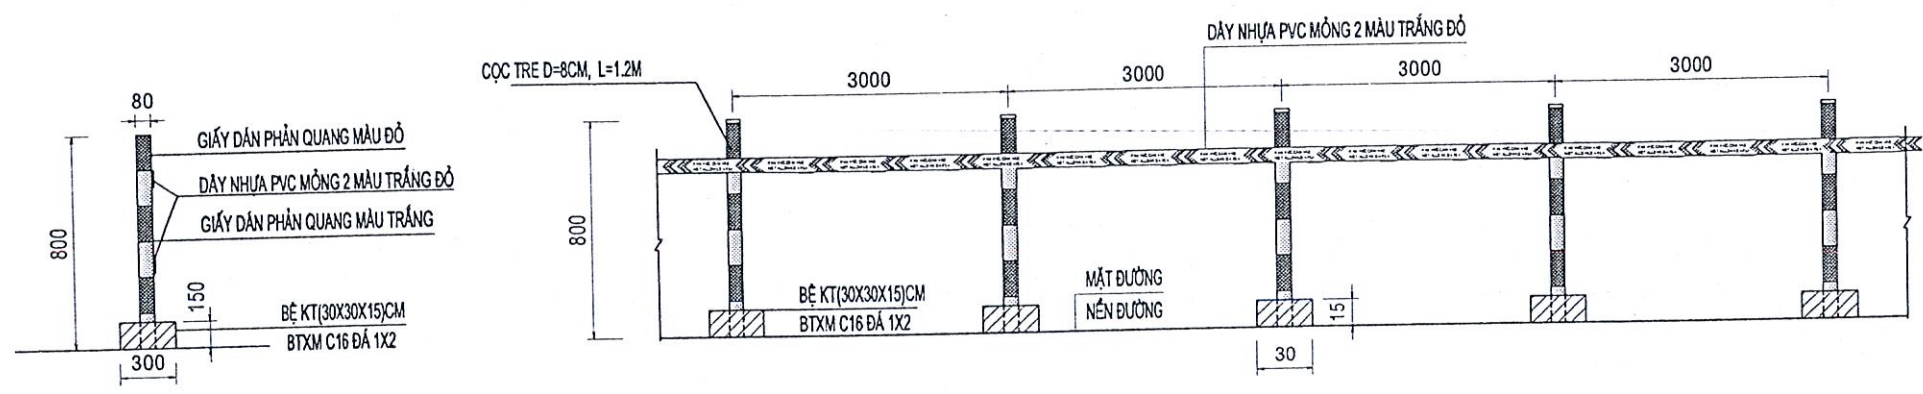 80
GIẤY DÁN PHẢN QUANG MÀU ĐỎ
DÂY NHỰA PVC MỎNG 2 MÀU TRẮNG ĐỎ
GIẤY DÁN PHẢN QUANG MÀU TRẮNG
800
150
BỆ KT(30X30X15)CM
BTXM C16 ĐÁ 1X2
300
DÂY NHỰA PVC MỎNG 2 MÀU TRẮNG ĐỎ
CỌC TRE D=8CM, L=1.2M
3000
3000
3000
3000
800
BỆ KT(30X30X15)CM
BTXM C16 ĐÁ 1X2
MẶT ĐƯỜNG
NỀN ĐƯỜNG
15
30